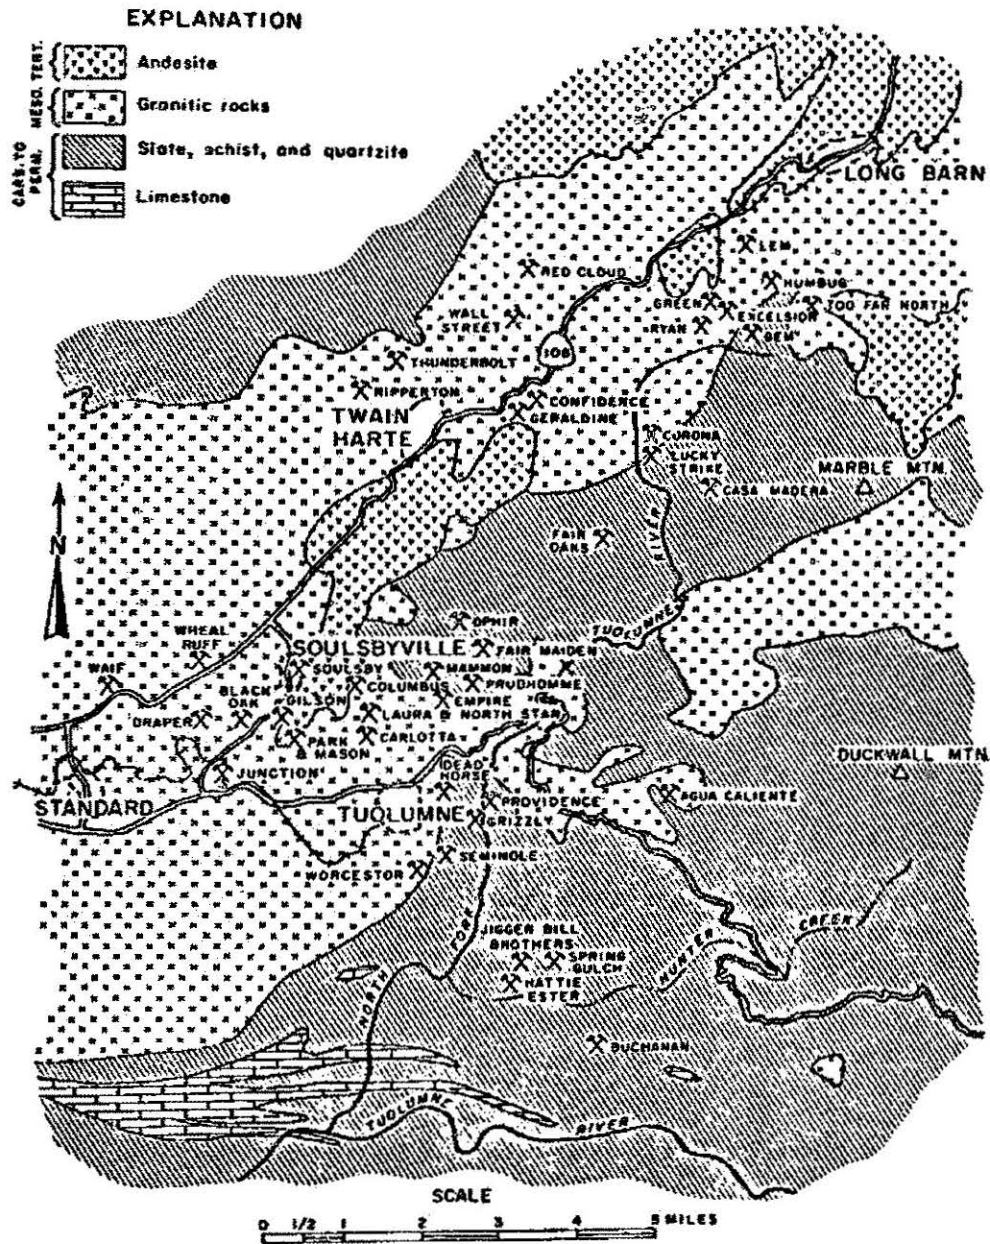 EXPLANATION
TERT.
Andesite
MESO.
Granitic rocks
CARB. TO PERM.
Slate, schist, and quartzite
Limestone
LONG BARN
LEM
RED CLOUD
HUMBUG
GREEN
TOO FAR NORTH
WALL
STREET
EXCELSIOR
RYAN
GEM
108
THUNDERBOLT
RIPPERTON
CONFIDENCE
TWAIN
HARTE
GERALDINE
CORONA
LUCKY
STRIKE
MARBLE MTN.
CASA MADERA
N
FAIR
OAKS
RIVER
OPHIR
TUOLUMNE
WHEAL
RUFF
SOULSBYVILLE
FAIR MAIDEN
WAIF
SOULSBY
MAMMON
BLACK
OAK
GILSON
COLUMBUS
PRUDHOMME
EMPIRE
DRAPER
LAURA & NORTH STAR
PARK
& MASON
CARLOTTA
DUCKWALL MTN.
JUNCTION
DEAD
HORSE
STANDARD
TUOLUMNE
PROVIDENCE
AGUA CALIENTE
GRIZZLY
SEMINOLE
WORCESTOR
FORK
JIGGER BILL
BROTHERS
CREEK
HUNTER
SPRING
GULCH
NORTH
HATTIE
ESTER
BUCHANAN
TUOLUMNE
RIVER
SCALE
0 1/2 1 2 3 4 5 MILES